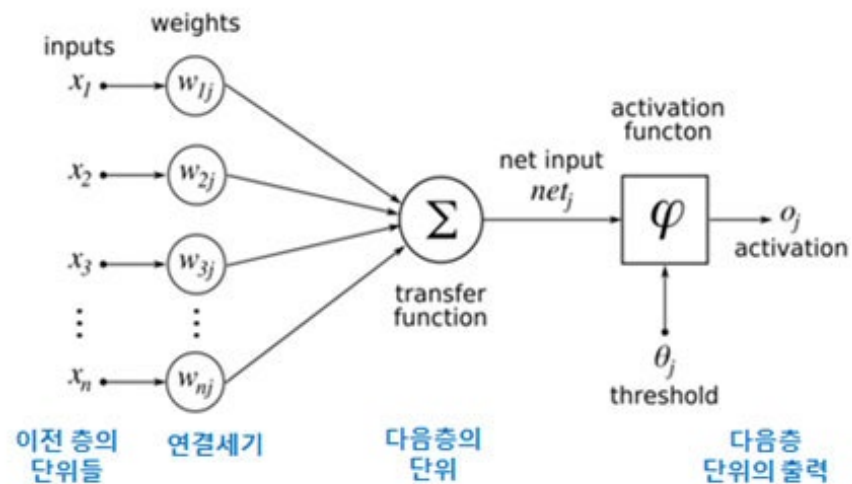 weights
inputs
x1
w1j
x2
w2j
x3
w3j
⋮ ⋮
xn
wnj
Σ
transfer
function
net input
netj
activation
functon
φ
oj
activation
θj
threshold
이전 층의
단위들
연결세기
다음층의
단위
다음층
단위의 출력